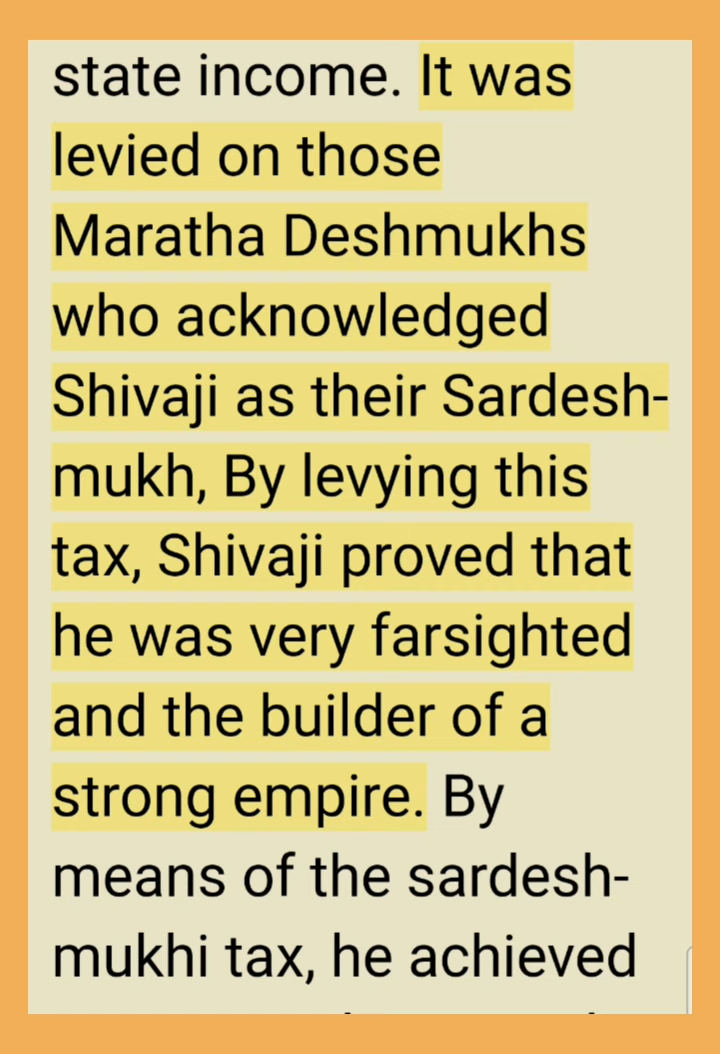 state income. It was
levied on those
Maratha Deshmukhs
who acknowledged
Shivaji as their Sardesh-
mukh, By levying this
tax, Shivaji proved that
he was very farsighted
and the builder of a
strong empire. By
means of the sardesh-
mukhi tax, he achieved